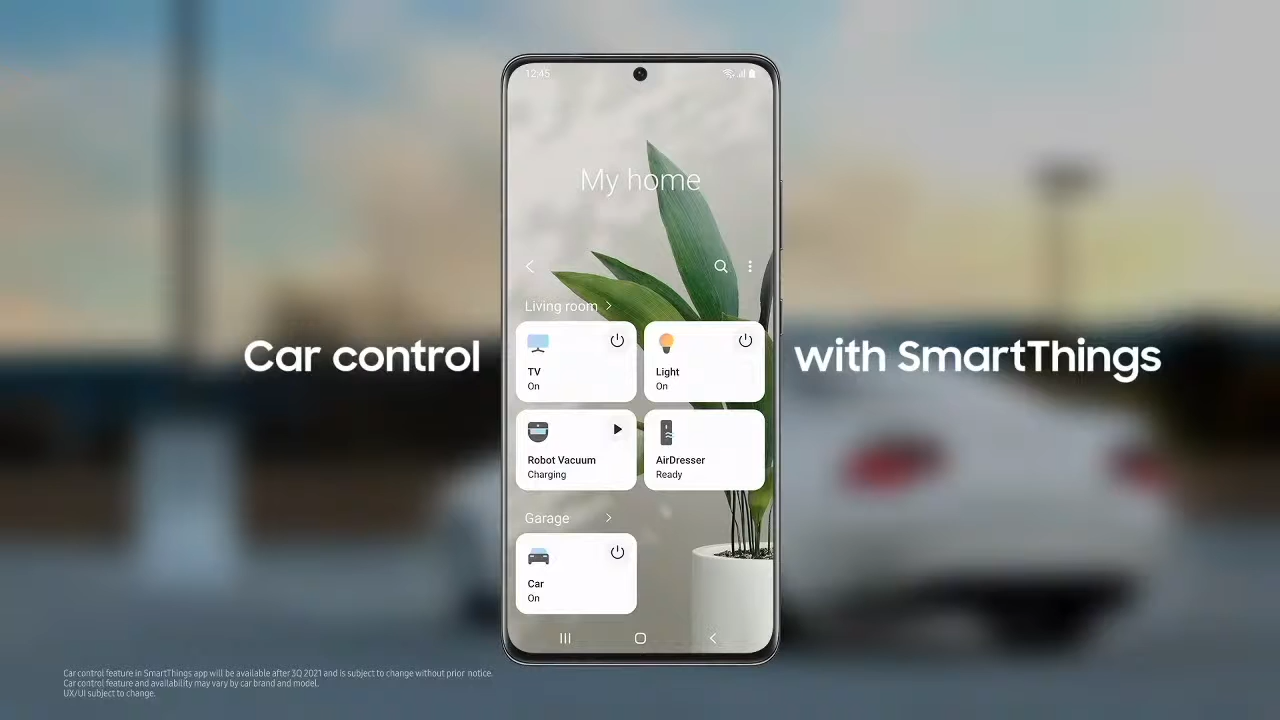 12:45
My home
Living room
TV
On
Light
On
Car control
with SmartThings
Robot Vacuum
Charging
AirDresser
Ready
Garage
Car
On
Car control feature in SmartThings app will be available after 3Q 2021 and is subject to change without prior notice.
Car control feature and availability may vary by car brand and model.
UX/UI subject to change.